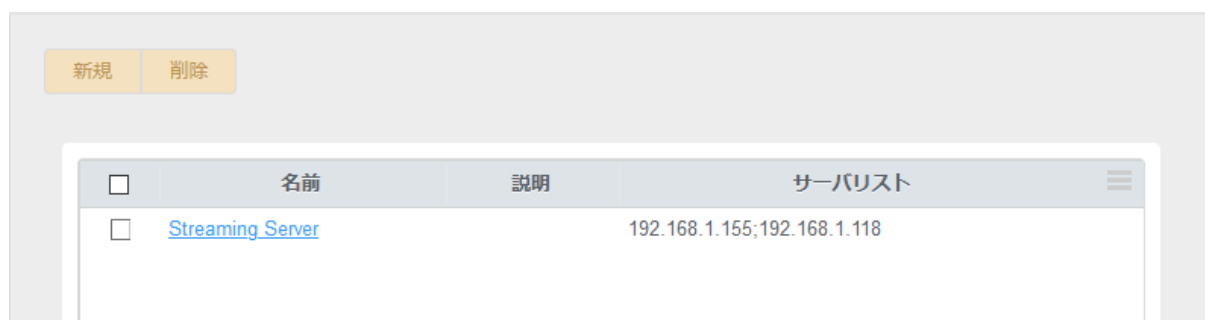 新規 削除
名前 説明 サーバリスト
Streaming Server 192.168.1.155;192.168.1.118